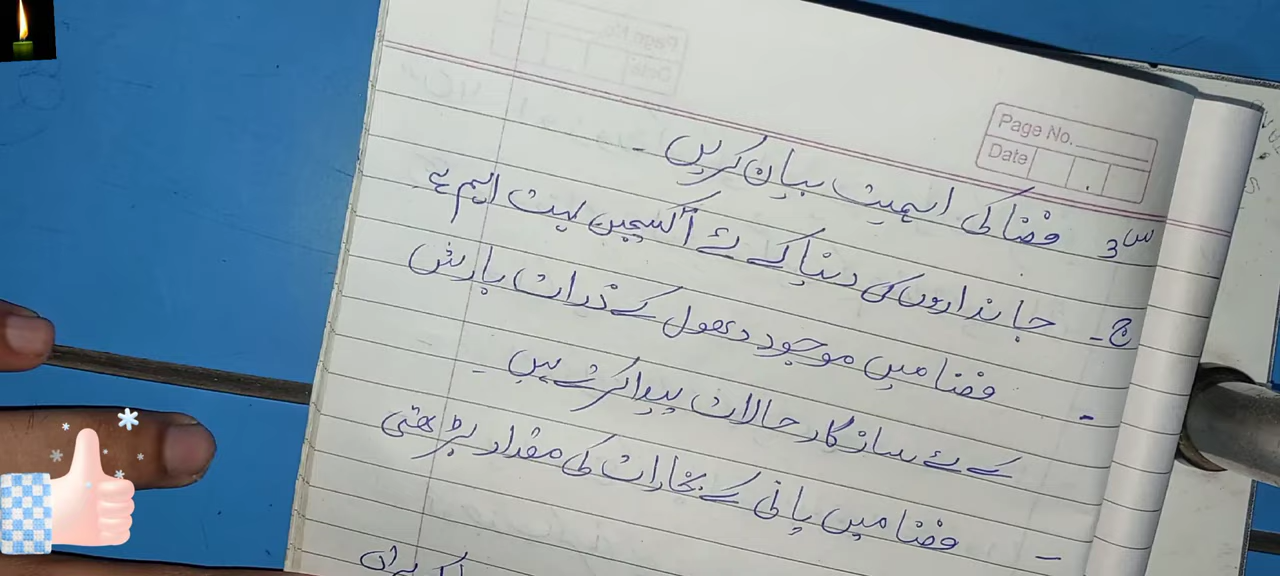 Page No.
Date
س3 فضا کی اہمیت بیان کریں ۔
ج ۔ جانداروں کی دنیا کے لئے آکسیجن بہت اہم ہے
- فضا میں موجود دھول کے ذرات بارش
کے لئے سازگار حالات پیدا کرتے ہیں ۔
- فضا میں پانی کے بخارات کی مقدار بڑھتی